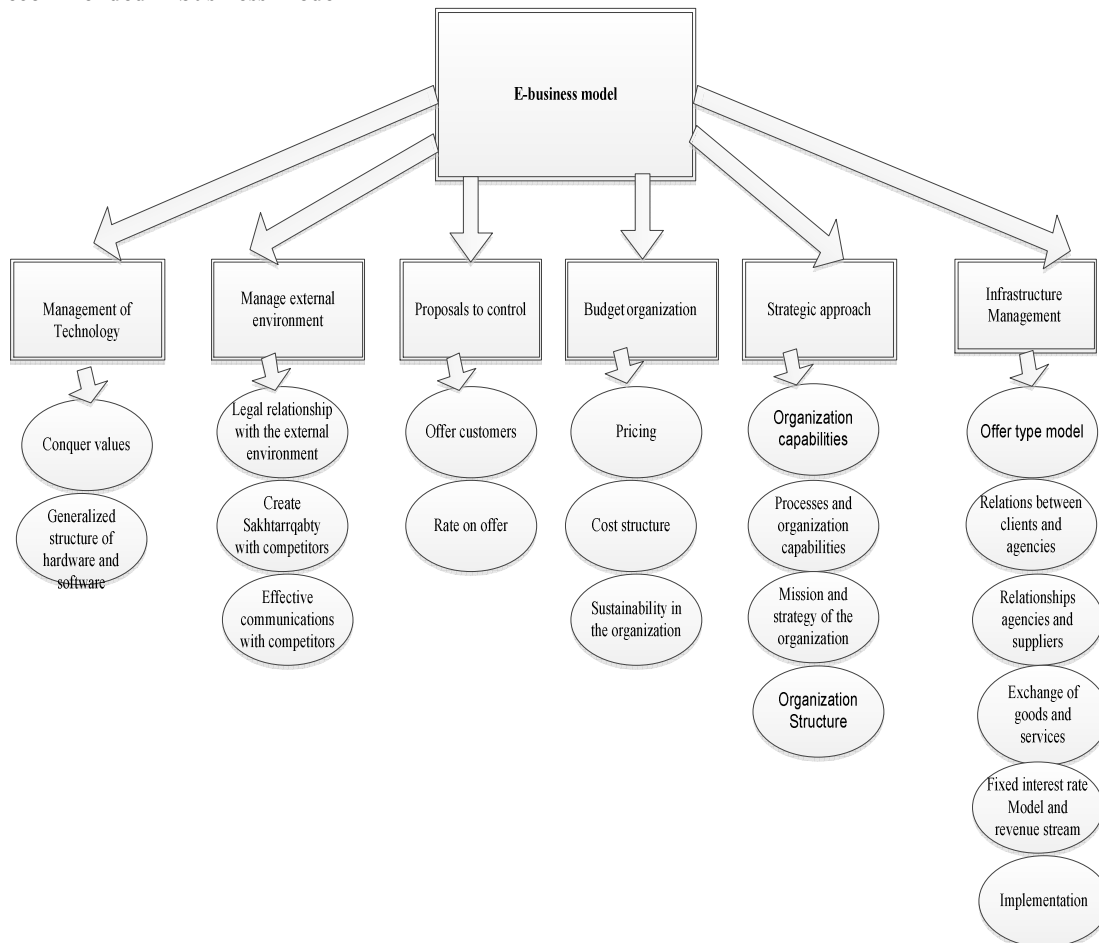 E-business model
Management of
Technology
Manage external
environment
Proposals to control
Budget organization
Strategic approach
Infrastructure
Management
Conquer values
Generalized
structure of
hardware and
software
Legal relationship
with the external
environment
Create
Sakhtarrqabty
with competitors
Effective
communications
with competitors
Offer customers
Rate on offer
Pricing
Cost structure
Sustainability in
the organization
Organization
capabilities
Processes and
organization
capabilities
Mission and
strategy of the
organization
Organization
Structure
Offer type model
Relations between
clients and
agencies
Relationships
agencies and
suppliers
Exchange of
goods and
services
Fixed interest rate
Model and
revenue stream
Implementation